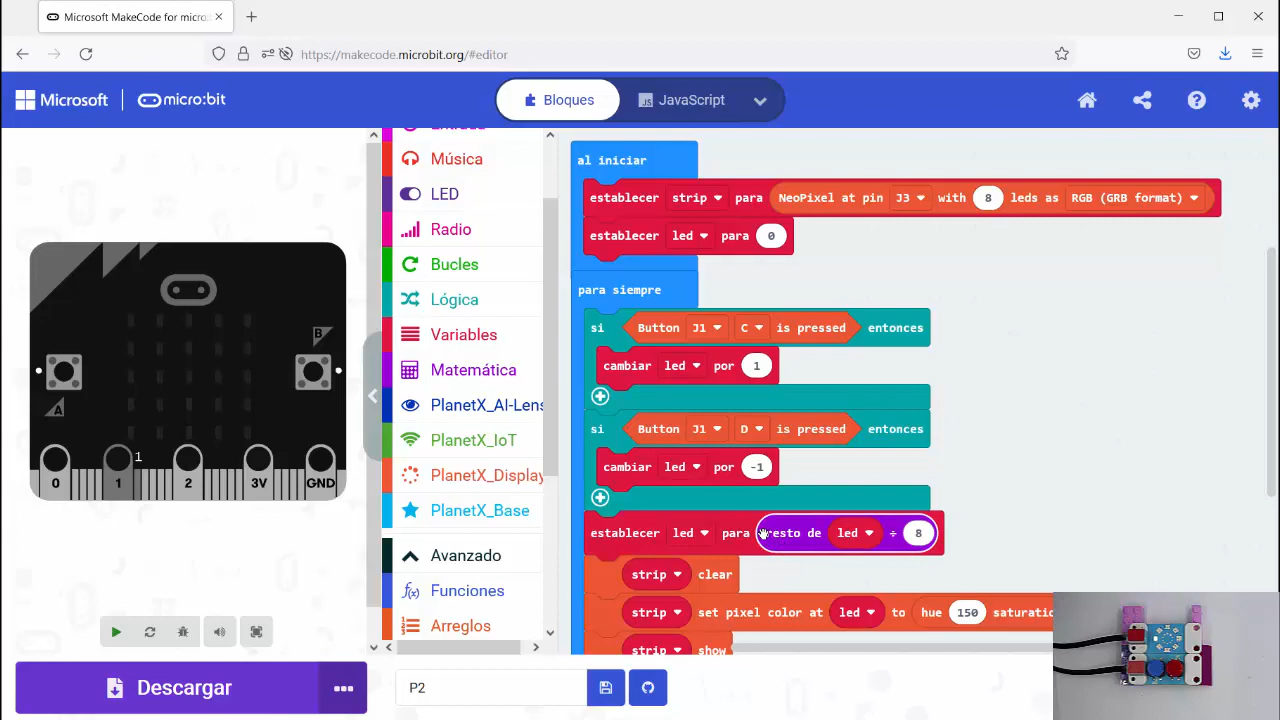 Microsoft MakeCode for micro:
https://makecode.microbit.org/#editor
Microsoft
micro:bit
Bloques
JavaScript
Música
LED
Radio
Bucles
Lógica
Variables
Matemática
PlanetX_AI-Lens
PlanetX_IoT
PlanetX_Display
PlanetX_Base
Avanzado
Funciones
Arreglos
B
A
1
0
1
2
3V
GND
al iniciar
establecer strip para NeoPixel at pin J3 with 8 leds as RGB (GRB format)
establecer led para 0
para siempre
si Button J1 C is pressed entonces
cambiar led por 1
si Button J1 D is pressed entonces
cambiar led por -1
establecer led para resto de led ÷ 8
strip clear
strip set pixel color at led to hue 150 saturatio
strip show
Descargar
P2